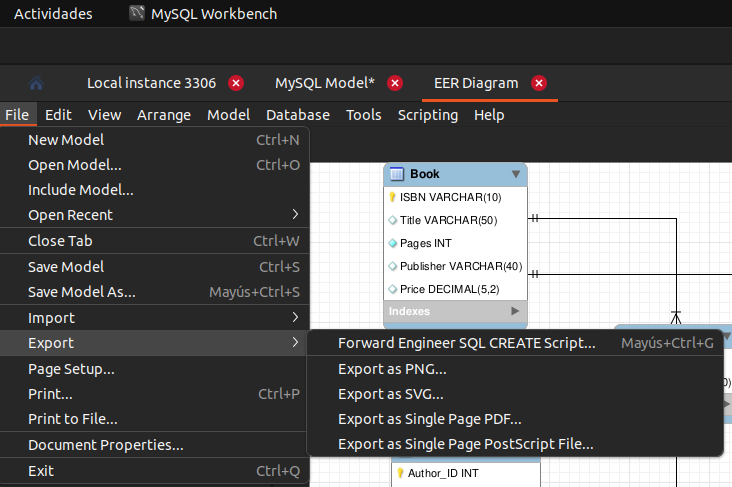 Actividades MySQL Workbench
Local instance 3306 MySQL Model* EER Diagram
File Edit View Arrange Model Database Tools Scripting Help
New Model Ctrl+N
Open Model... Ctrl+O
Include Model...
Open Recent
Close Tab Ctrl+W
Save Model Ctrl+S
Save Model As... Mayús+Ctrl+S
Import
Export
Page Setup...
Print... Ctrl+P
Print to File...
Document Properties...
Exit Ctrl+Q
Forward Engineer SQL CREATE Script... Mayús+Ctrl+G
Export as PNG...
Export as SVG...
Export as Single Page PDF...
Export as Single Page PostScript File...
Book
ISBN VARCHAR(10)
Title VARCHAR(50)
Pages INT
Publisher VARCHAR(40)
Price DECIMAL(5,2)
Indexes
Author_ID INT